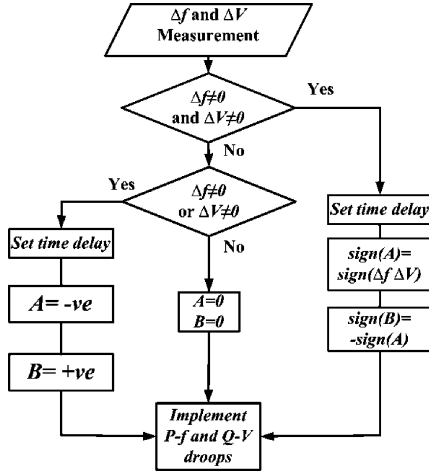 Δf and ΔV
Measurement
Δf≠0
and ΔV≠0
Yes
No
Δf≠0
or ΔV≠0
Yes
No
Set time delay
A= -ve
B= +ve
A=0
B=0
Set time delay
sign(A)=
sign(Δf ΔV)
sign(B)=
-sign(A)
Implement
P-f and Q-V
droops